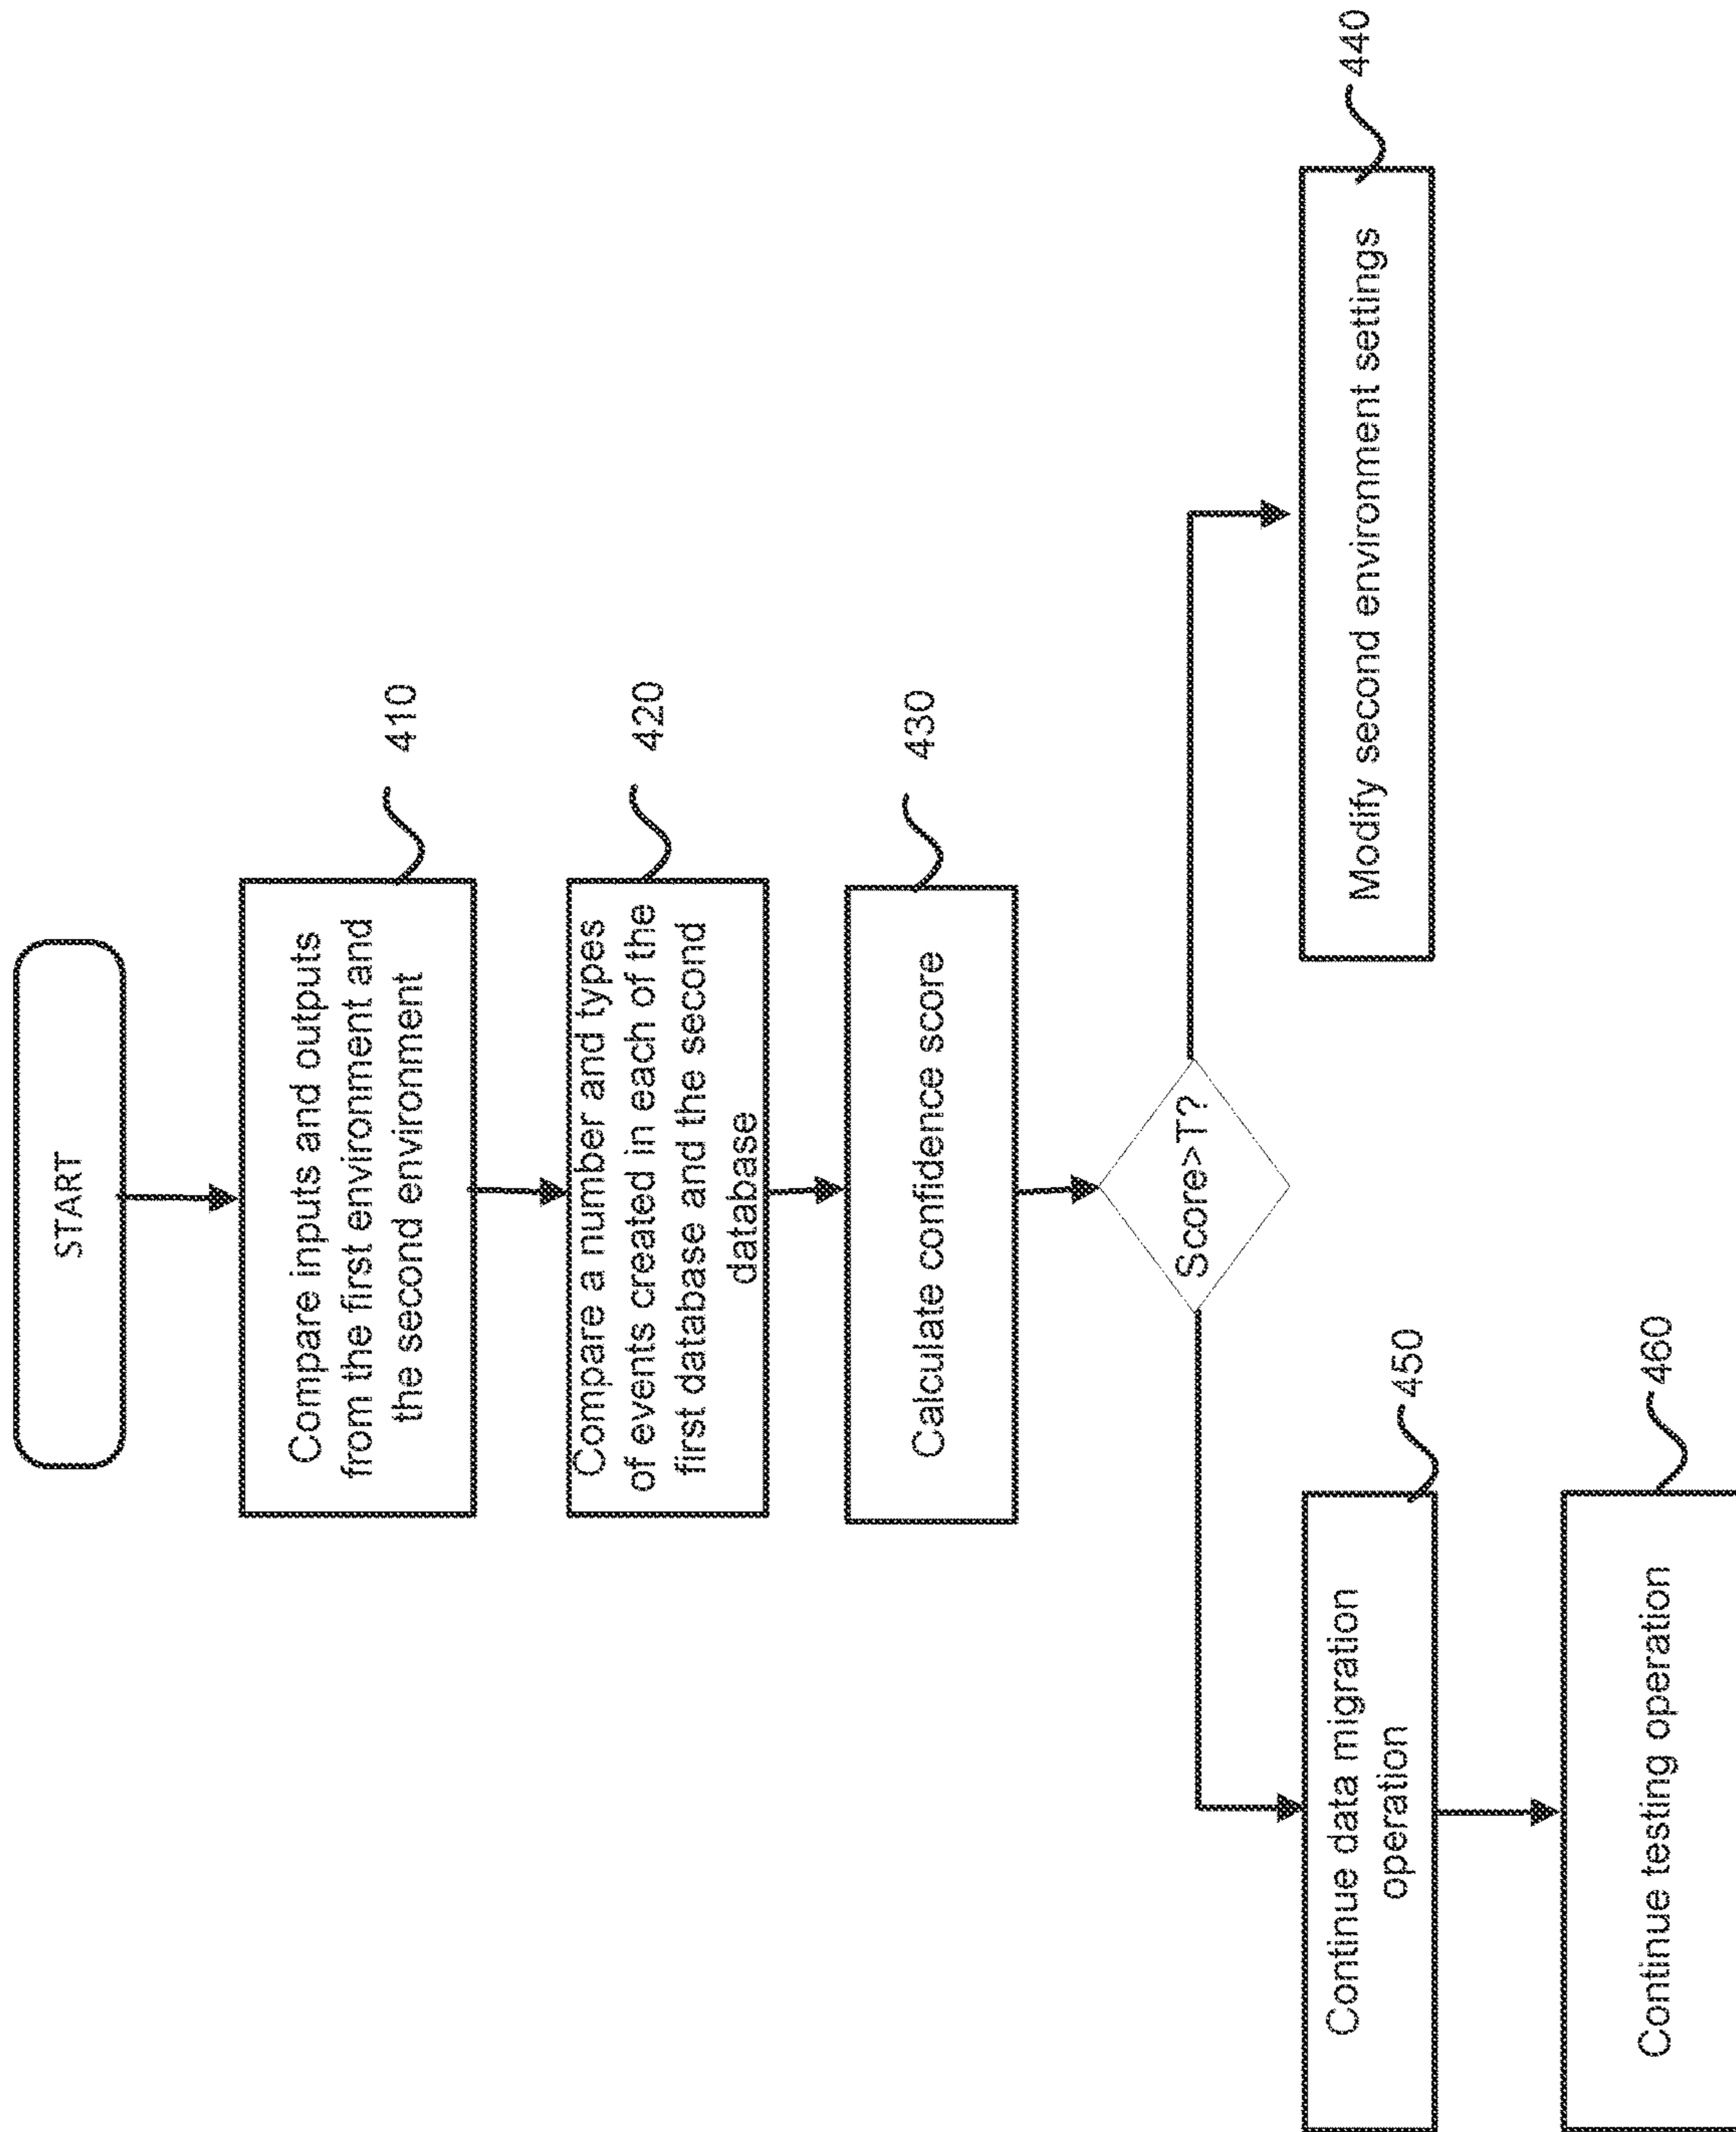 START
Compare inputs and outputs
from the first environment and
the second environment
410
Compare a number and types
of events created in each of the
first database and the second
database
420
Calculate confidence score
430
Score>T?
Modify second environment settings
440
Continue data migration
operation
450
Continue testing operation
460